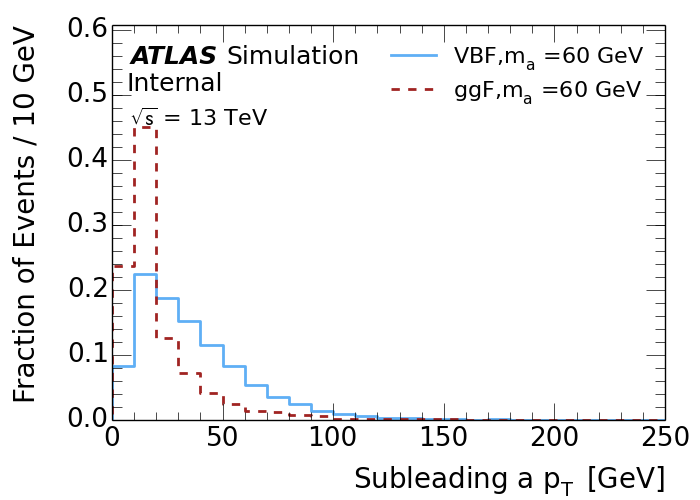 0.6
ATLAS Simulation
Internal
√s = 13 TeV
VBF,mₐ =60 GeV
ggF,mₐ =60 GeV
0.5
0.4
0.3
0.2
0.1
0.0
Fraction of Events / 10 GeV
0 50 100 150 200 250
Subleading a p_T [GeV]